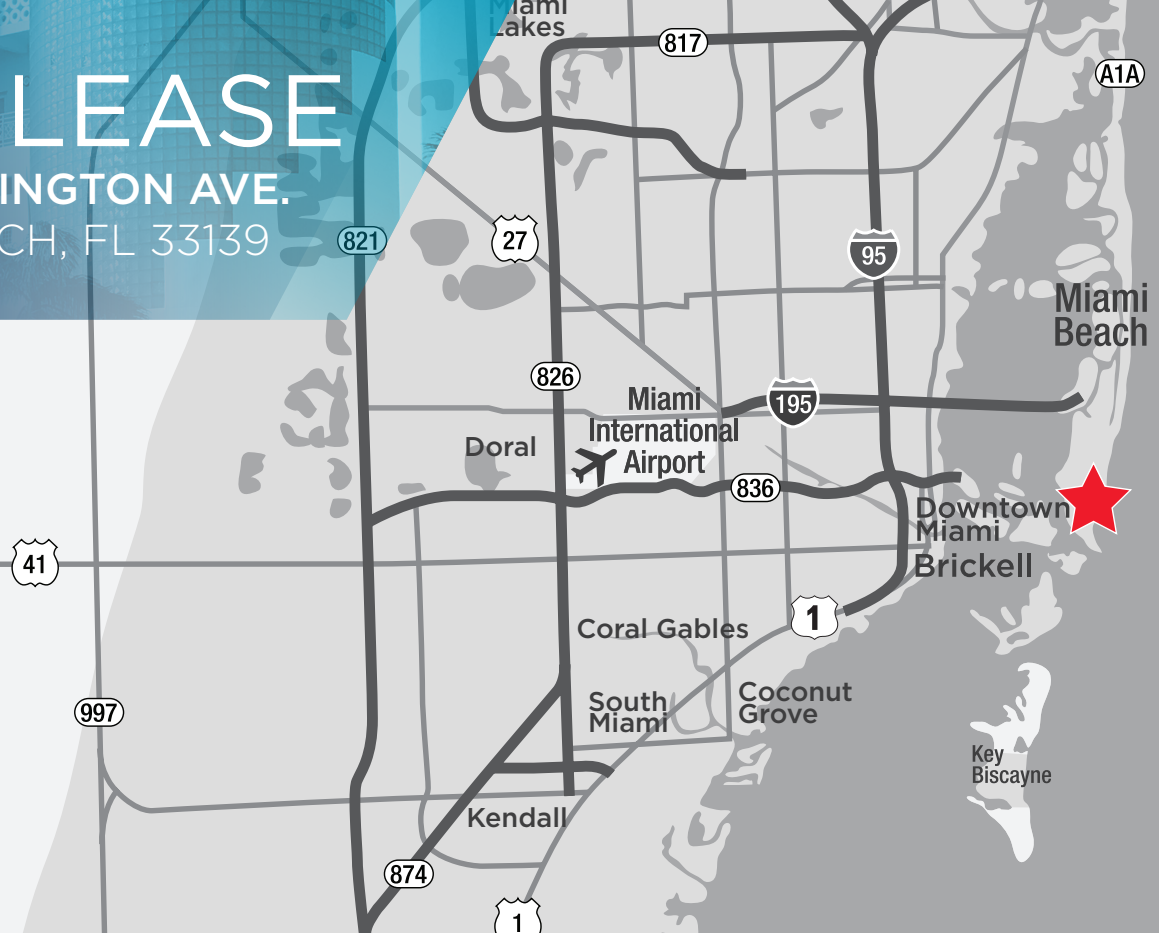 Miami
Lakes
817
A1A
LEASE
INGTON AVE.
CH, FL 33139
821
27
95
Miami
Beach
826
195
Miami
International
Airport
Doral
836
Downtown
Miami
Brickell
41
1
Coral Gables
997
South
Miami
Coconut
Grove
Key
Biscayne
Kendall
874
1